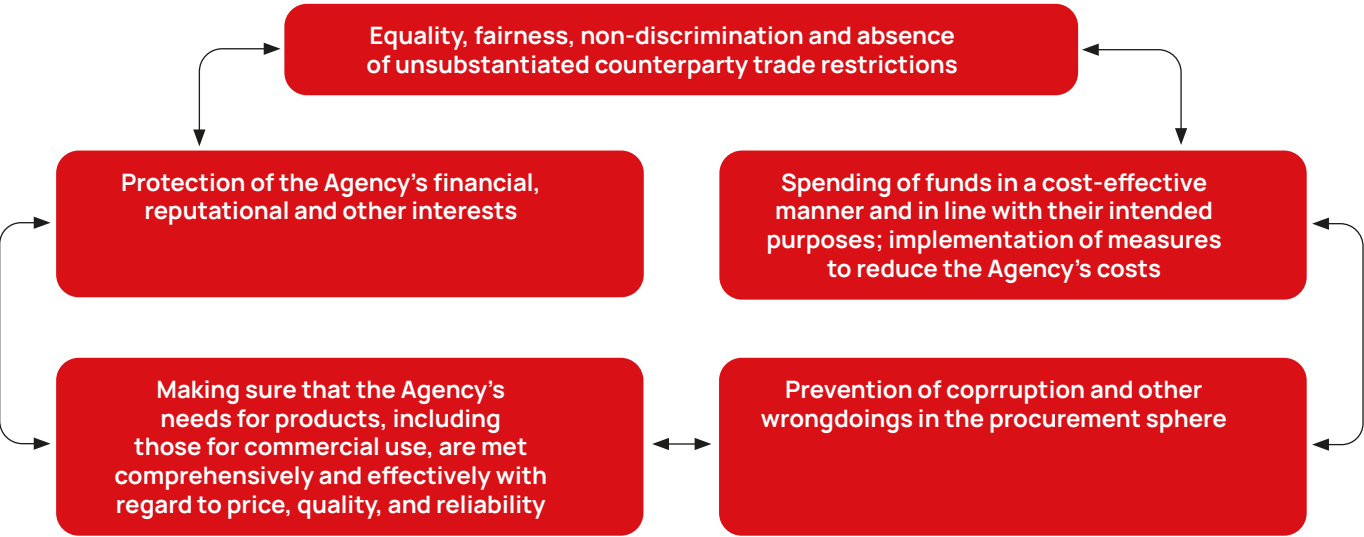 Equality, fairness, non-discrimination and absence
of unsubstantiated counterparty trade restrictions
Protection of the Agency's financial,
reputational and other interests
Spending of funds in a cost-effective
manner and in line with their intended
purposes; implementation of measures
to reduce the Agency's costs
Making sure that the Agency's
needs for products, including
those for commercial use, are met
comprehensively and effectively with
regard to price, quality, and reliability
Prevention of coprruption and other
wrongdoings in the procurement sphere